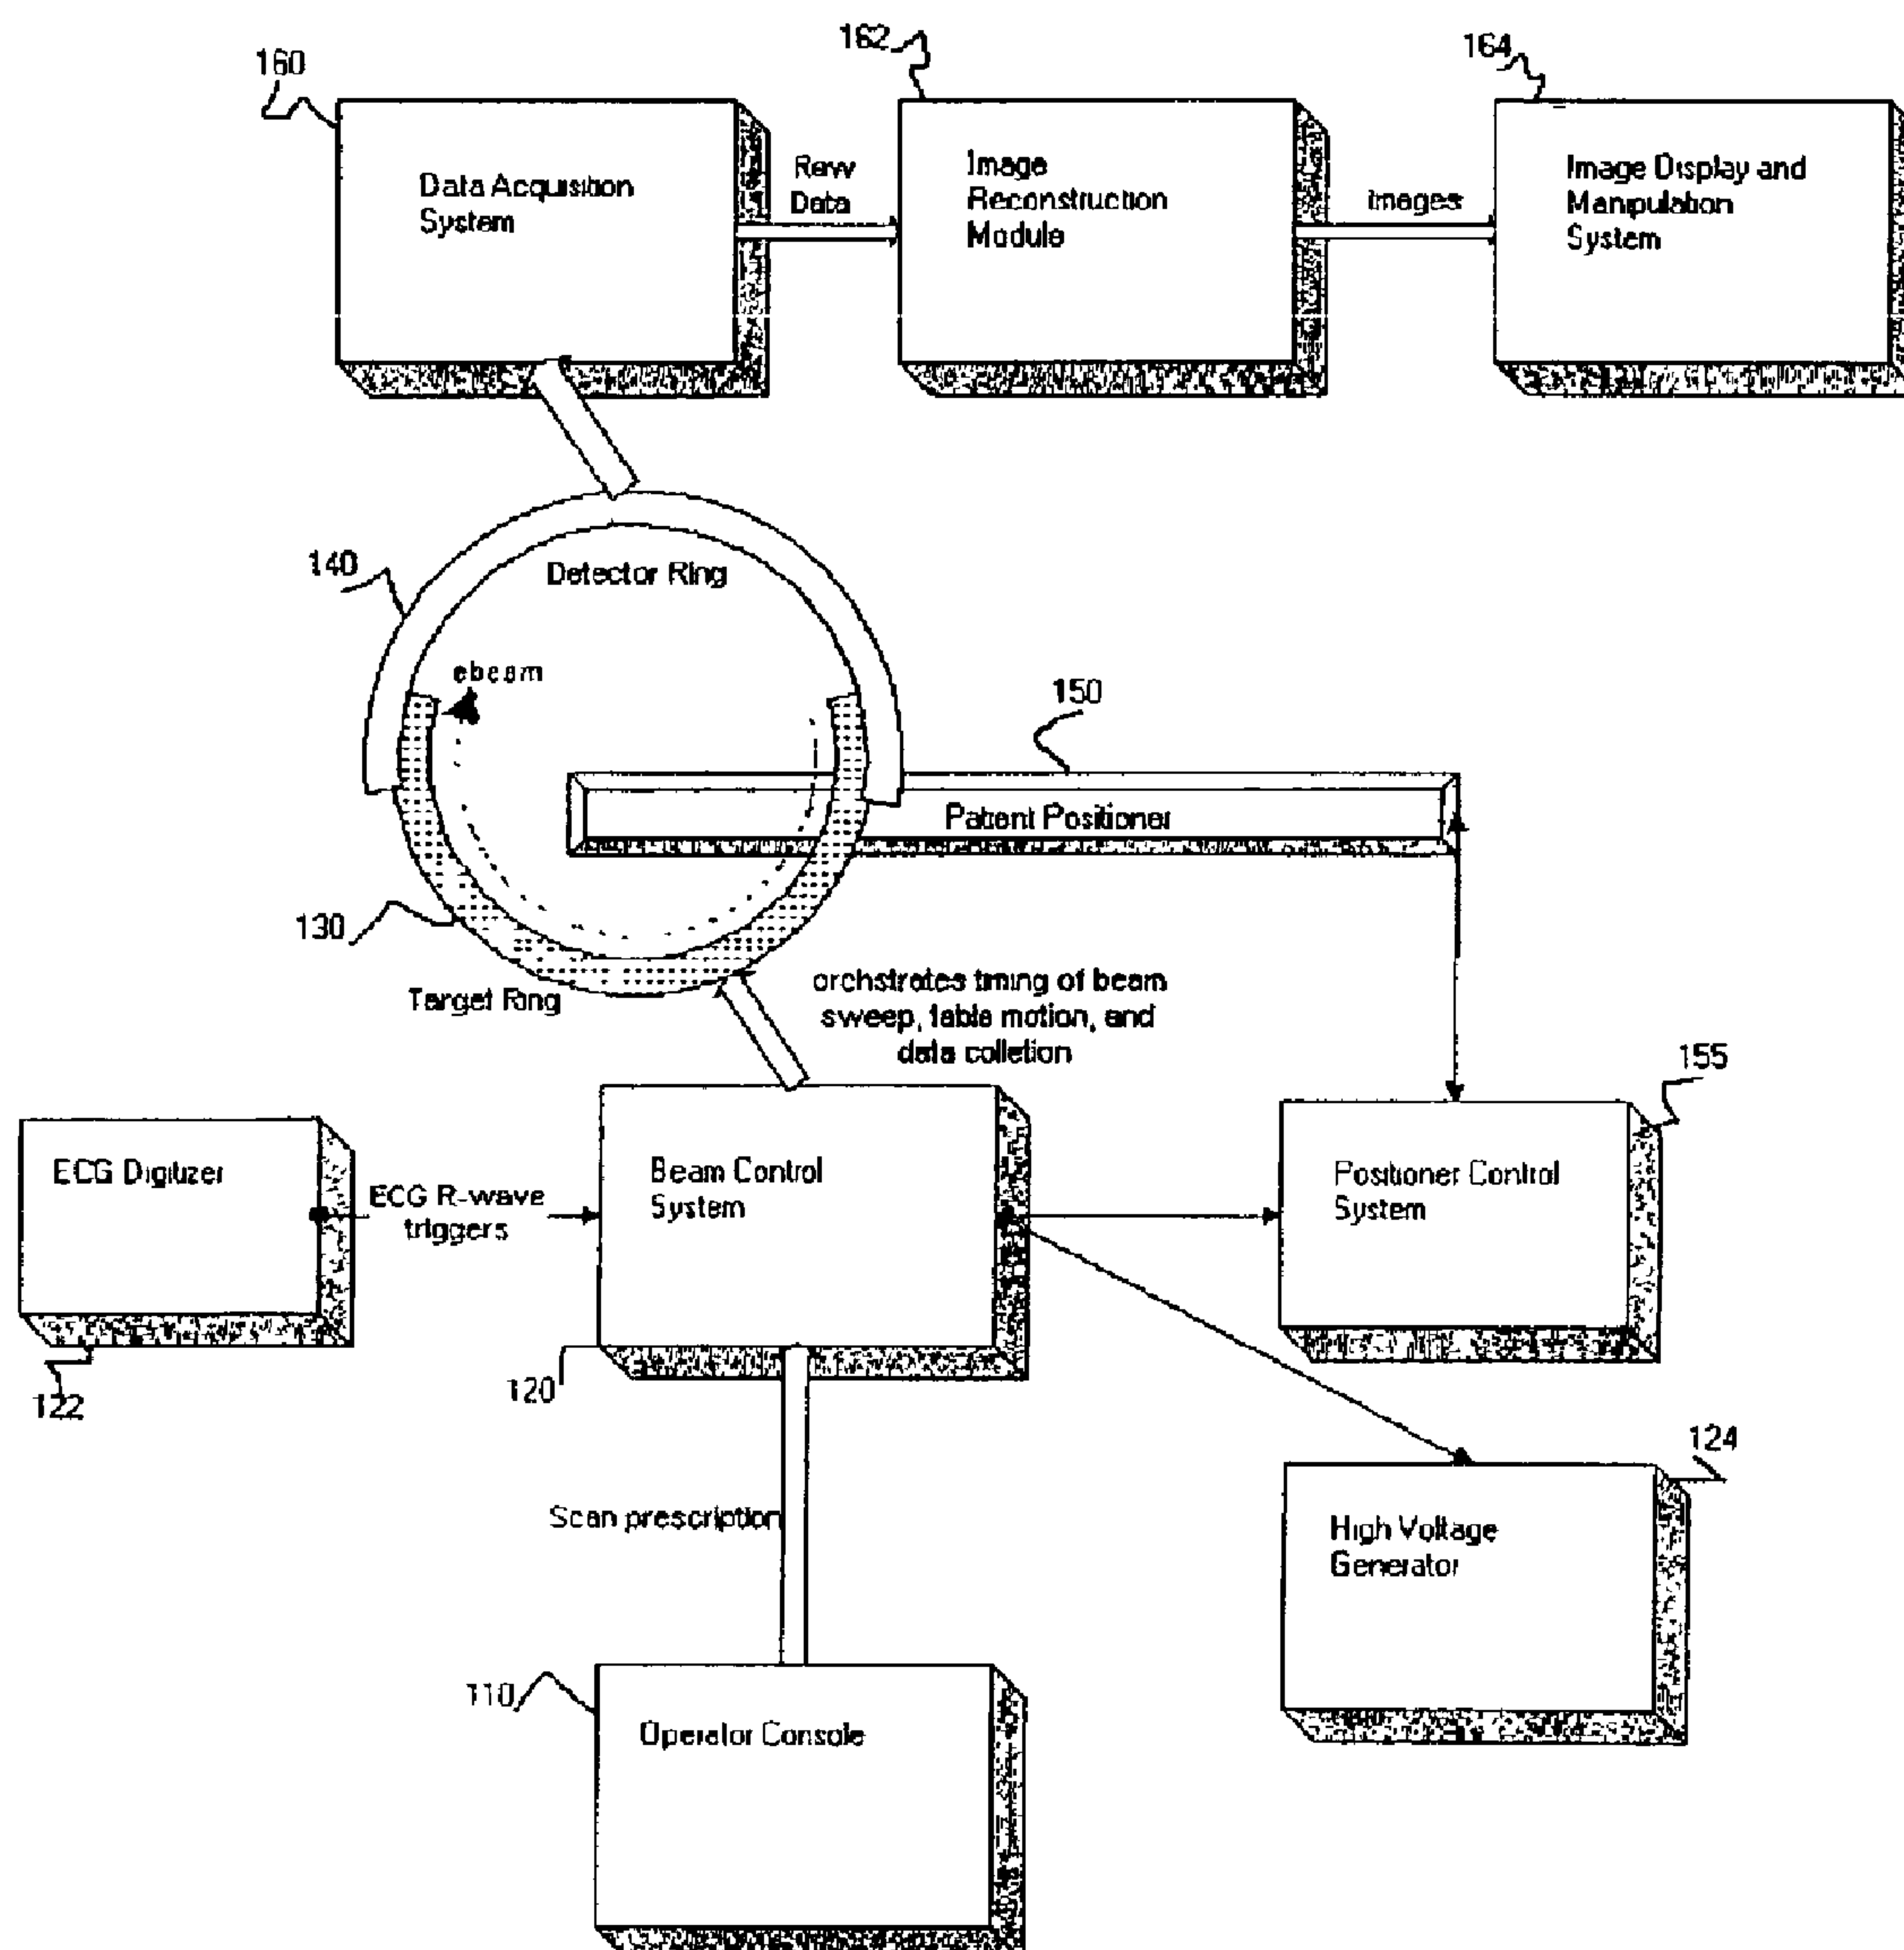 160
162
164
Data Acquisition
System
Raw
Data
Image
Reconstruction
Module
Images
Image Display and
Manipulation
System
140
Detector Ring
ebeam
150
Patient Positioner
130
Target Ring
orchstrates timing of beam
sweep, table motion, and
data colletion
155
ECG Digitizer
ECG R-wave
triggers
Beam Control
System
Positioner Control
System
122
120
124
Scan prescription
High Voltage
Generator
110
Operator Console